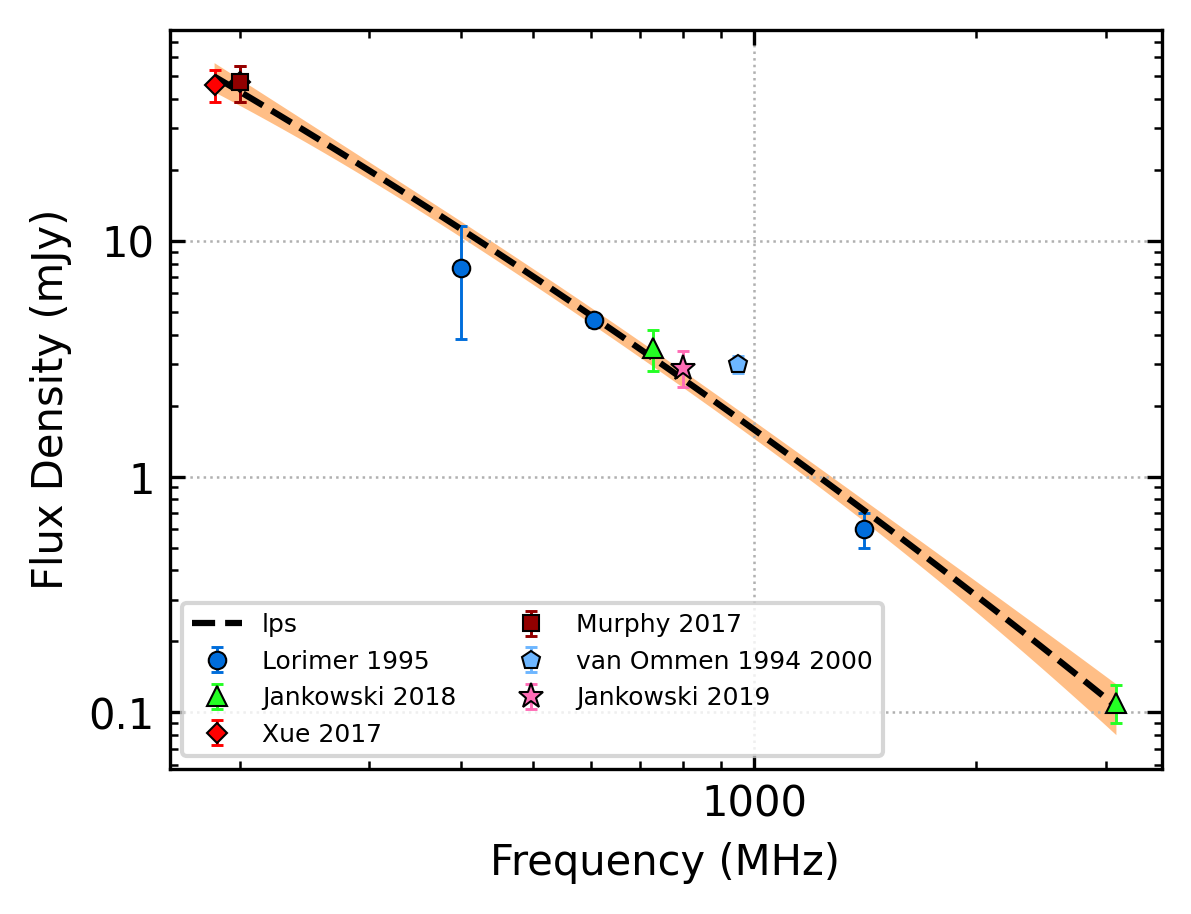 Flux Density (mJy)
10
1
0.1
lps
Lorimer 1995
Jankowski 2018
Xue 2017
Murphy 2017
van Ommen 1994 2000
Jankowski 2019
1000
Frequency (MHz)